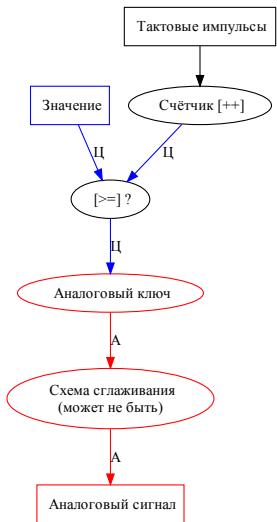 Тактовые импульсы
Значение
Счётчик [++]
Ц
Ц
[>=] ?
Ц
Аналоговый ключ
А
Схема сглаживания
(может не быть)
А
Аналоговый сигнал